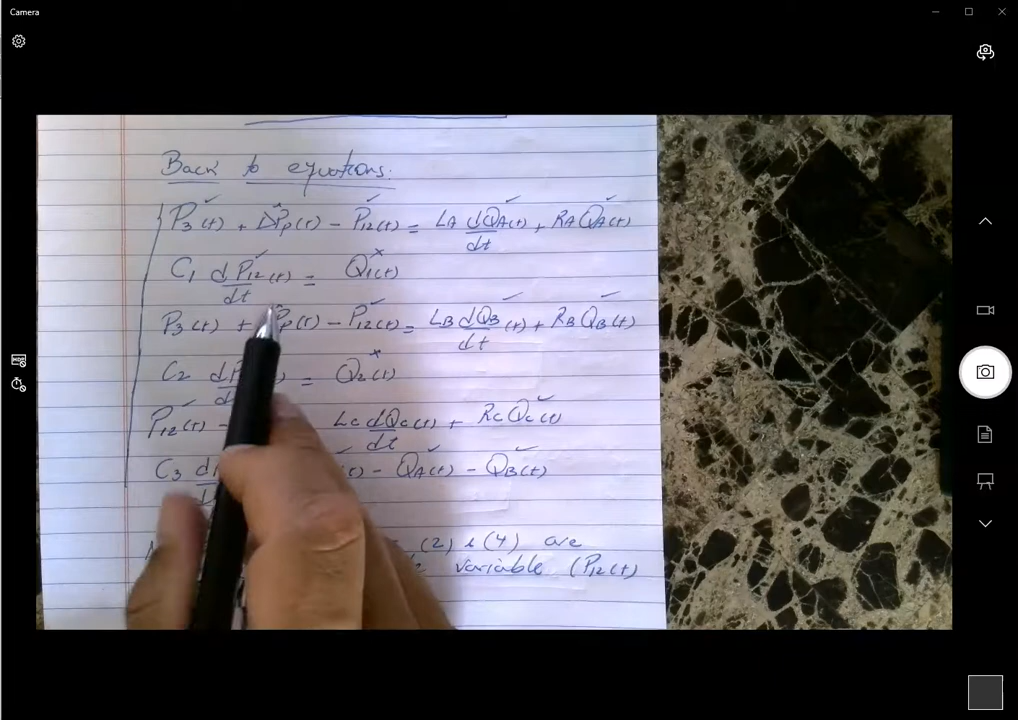 Camera
Back to equations:
P3(t) + ΔPp(t) - P12(t) = LA dQA(t)/dt + RA QA(t)
C1 dP12(t)/dt = Q1(t)
P3(t) + Pp(t) - P12(t) = LB dQB(t)/dt + RB QB(t)
C2 d = Q2(t)
P12(t) - Lc dQc(t)/dt + Rc Qc(t)
C3 d - QA(t) - QB(t)
(2) & (4) are
variable (P12(t)